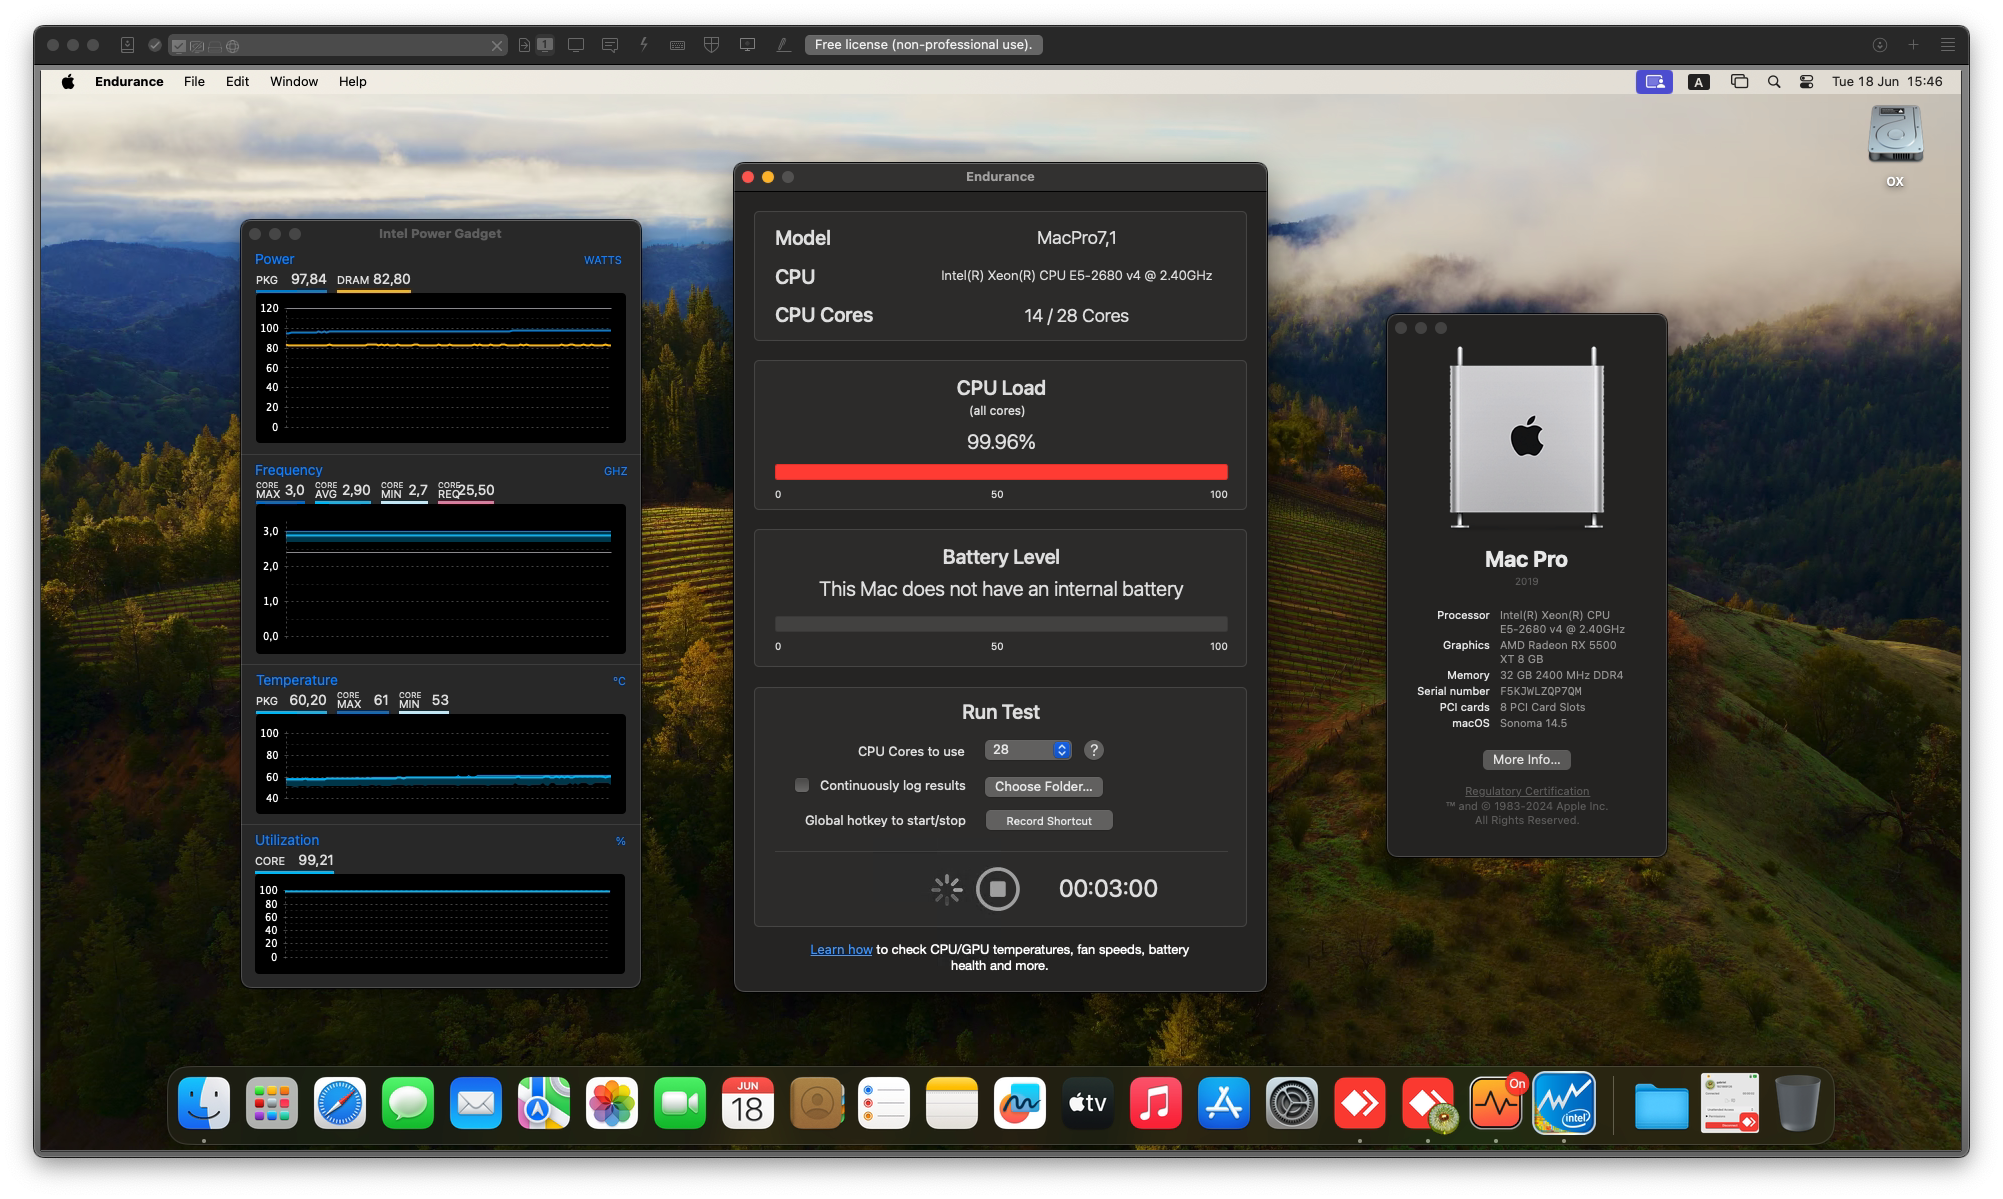 1
Free license (non-professional use).
Endurance File Edit Window Help
A
Tue 18 Jun 15:46
OX
Intel Power Gadget
Power
WATTS
PKG 97,84 DRAM 82,80
120
100
80
60
40
20
0
Frequency
GHZ
CORE MAX 3,0 CORE AVG 2,90 CORE MIN 2,7 CORE REQ 25,50
3,0
2,0
1,0
0,0
Temperature
°C
PKG 60,20 CORE MAX 61 CORE MIN 53
100
80
60
40
Utilization
%
CORE 99,21
100
80
60
40
20
0
Endurance
Model MacPro7,1
CPU Intel(R) Xeon(R) CPU E5-2680 v4 @ 2.40GHz
CPU Cores 14 / 28 Cores
CPU Load
(all cores)
99.96%
0 50 100
Battery Level
This Mac does not have an internal battery
0 50 100
Run Test
CPU Cores to use 28 ?
Continuously log results Choose Folder...
Global hotkey to start/stop Record Shortcut
00:03:00
Learn how to check CPU/GPU temperatures, fan speeds, battery
health and more.
Mac Pro
2019
Processor Intel(R) Xeon(R) CPU
E5-2680 v4 @ 2.40GHz
Graphics AMD Radeon RX 5500
XT 8 GB
Memory 32 GB 2400 MHz DDR4
Serial number F5KJWLZQP7QM
PCI cards 8 PCI Card Slots
macOS Sonoma 14.5
More Info...
Regulatory Certification
™ and © 1983-2024 Apple Inc.
All Rights Reserved.
JUN
18
tv
On
intel